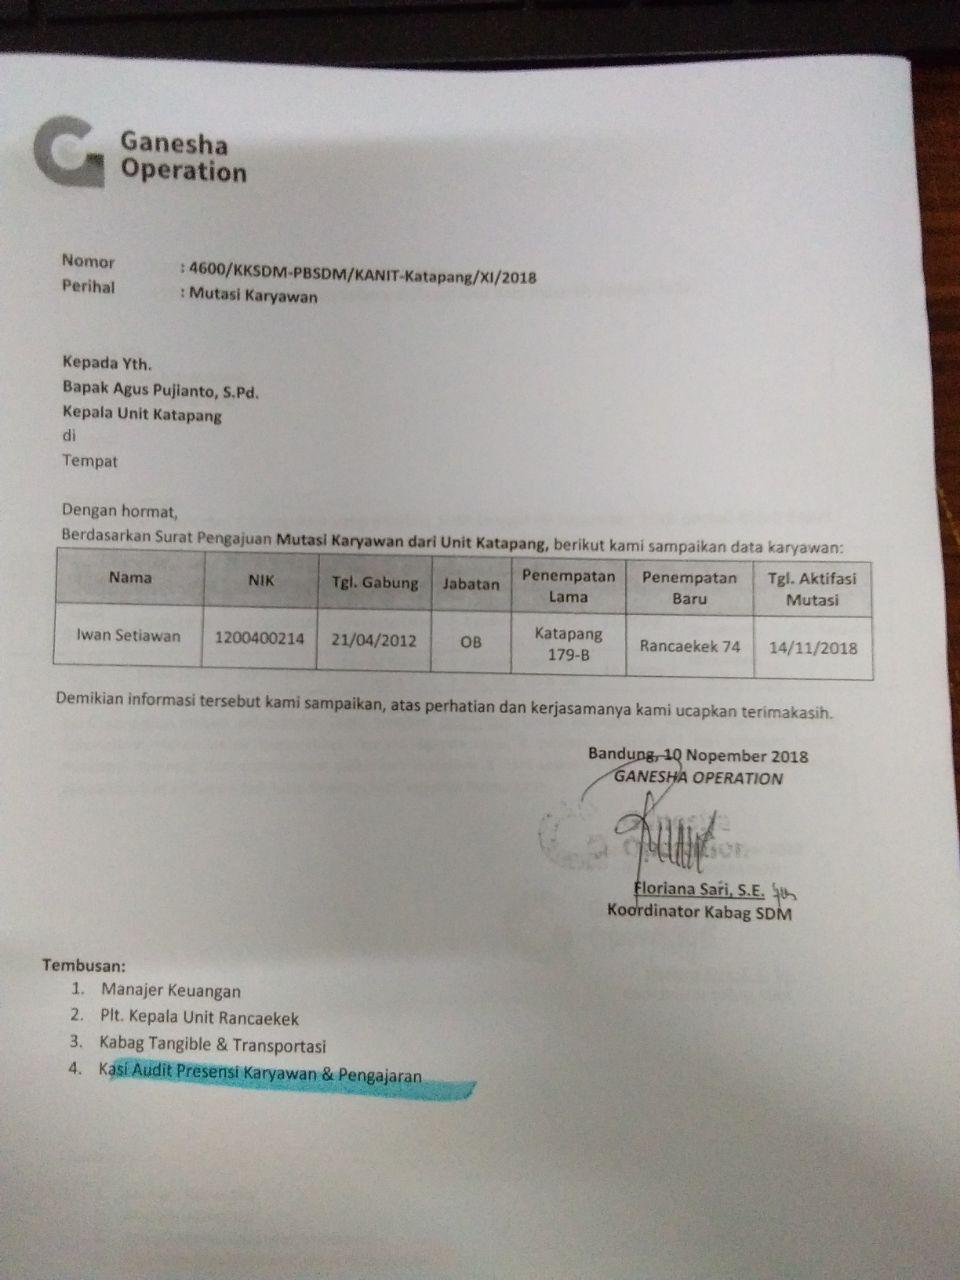 Ganesha
Operation
Nomor : 4600/KKSDM-PBSDM/KANIT-Katapang/XI/2018
Perihal : Mutasi Karyawan
Kepada Yth.
Bapak Agus Pujianto, S.Pd.
Kepala Unit Katapang
di
Tempat
Dengan hormat,
Berdasarkan Surat Pengajuan Mutasi Karyawan dari Unit Katapang, berikut kami sampaikan data karyawan:
Nama NIK Tgl. Gabung Jabatan Penempatan Lama Penempatan Baru Tgl. Aktifasi Mutasi
Iwan Setiawan 1200400214 21/04/2012 OB Katapang 179-B Rancaekek 74 14/11/2018
Demikian informasi tersebut kami sampaikan, atas perhatian dan kerjasamanya kami ucapkan terimakasih.
Bandung, 10 Nopember 2018
GANESHA OPERATION
Floriana Sari, S.E.
Koordinator Kabag SDM
Tembusan:
1. Manajer Keuangan
2. Plt. Kepala Unit Rancaekek
3. Kabag Tangible & Transportasi
4. Kasi Audit Presensi Karyawan & Pengajaran